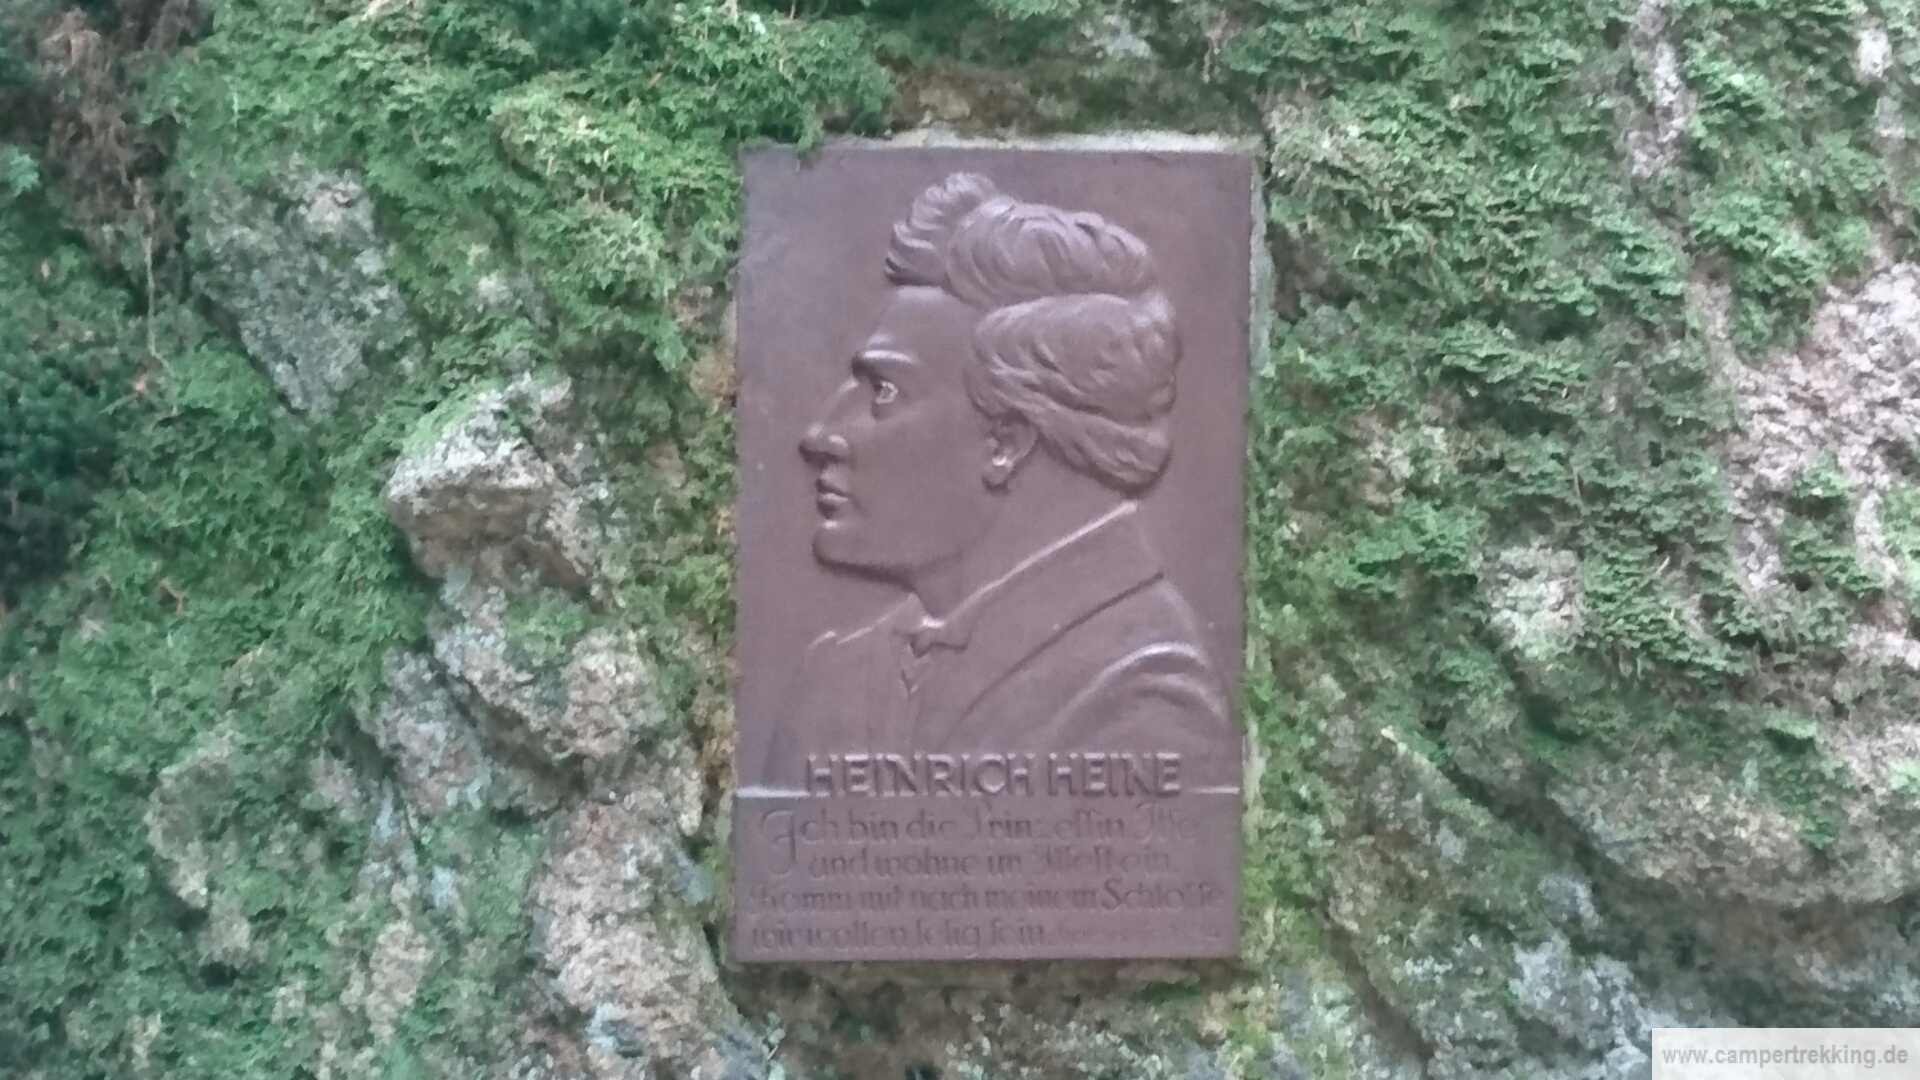 HEINRICH HEINE
Ich bin die Prinzeſſin Ilſe
und wohne im Ilſeſtein.
Komm mit nach meinem Schloſſe
wir wollen ſelig ſein.
www.campertrekking.de